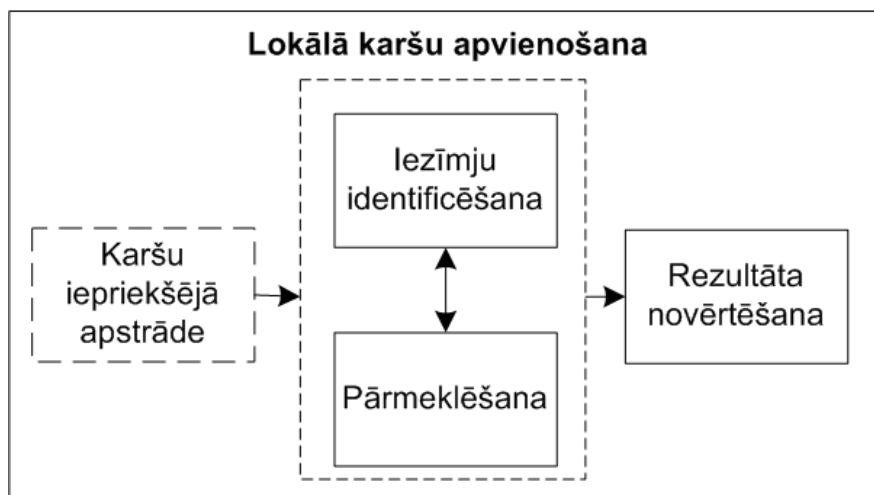 Lokālā karšu apvienošana
Iezīmju
identificēšana
Karšu
iepriekšējā
apstrāde
Rezultāta
novērtēšana
Pārmeklēšana